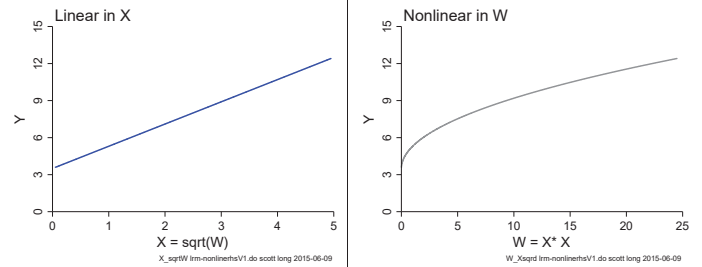 Linear in X
15
12
9
6
3
0
Y
0 1 2 3 4 5
X = sqrt(W)
X_sqrtW lrm-nonlinerhsV1.do scott long 2015-06-09
Nonlinear in W
15
12
9
6
3
0
Y
0 5 10 15 20 25
W = X* X
W_Xsqrd lrm-nonlinerhsV1.do scott long 2015-06-09